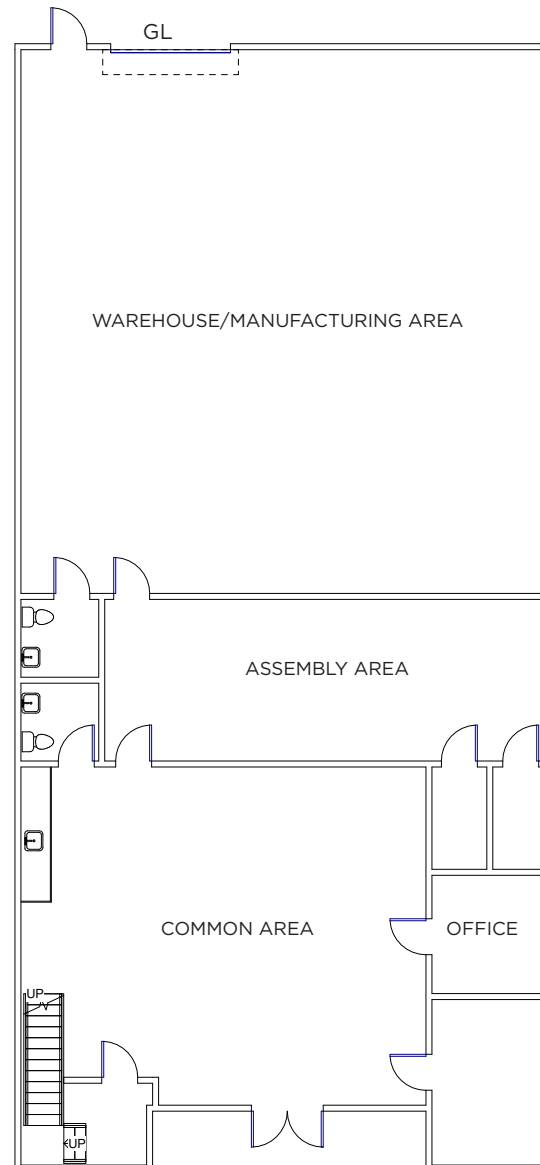 GL
WAREHOUSE/MANUFACTURING AREA
ASSEMBLY AREA
COMMON AREA
OFFICE
UP
UP